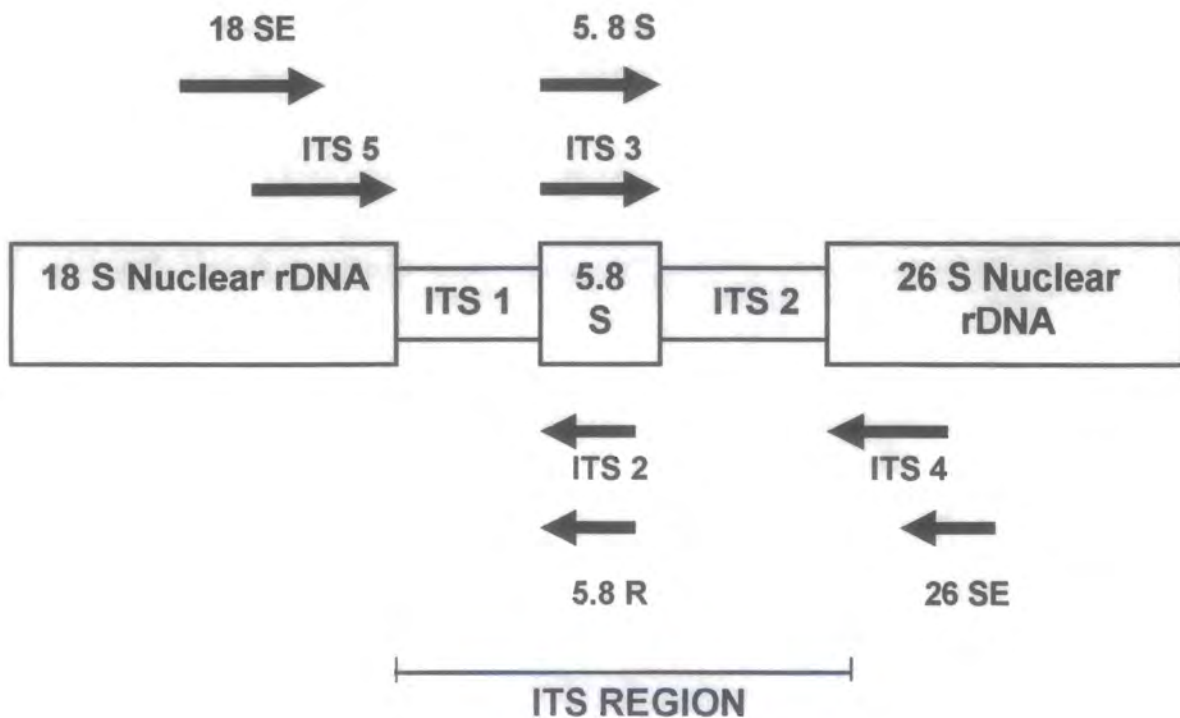 18 SE
5. 8 S
ITS 5
ITS 3
18 S Nuclear rDNA
ITS 1
5.8
S
ITS 2
26 S Nuclear
rDNA
ITS 2
ITS 4
5.8 R
26 SE
ITS REGION